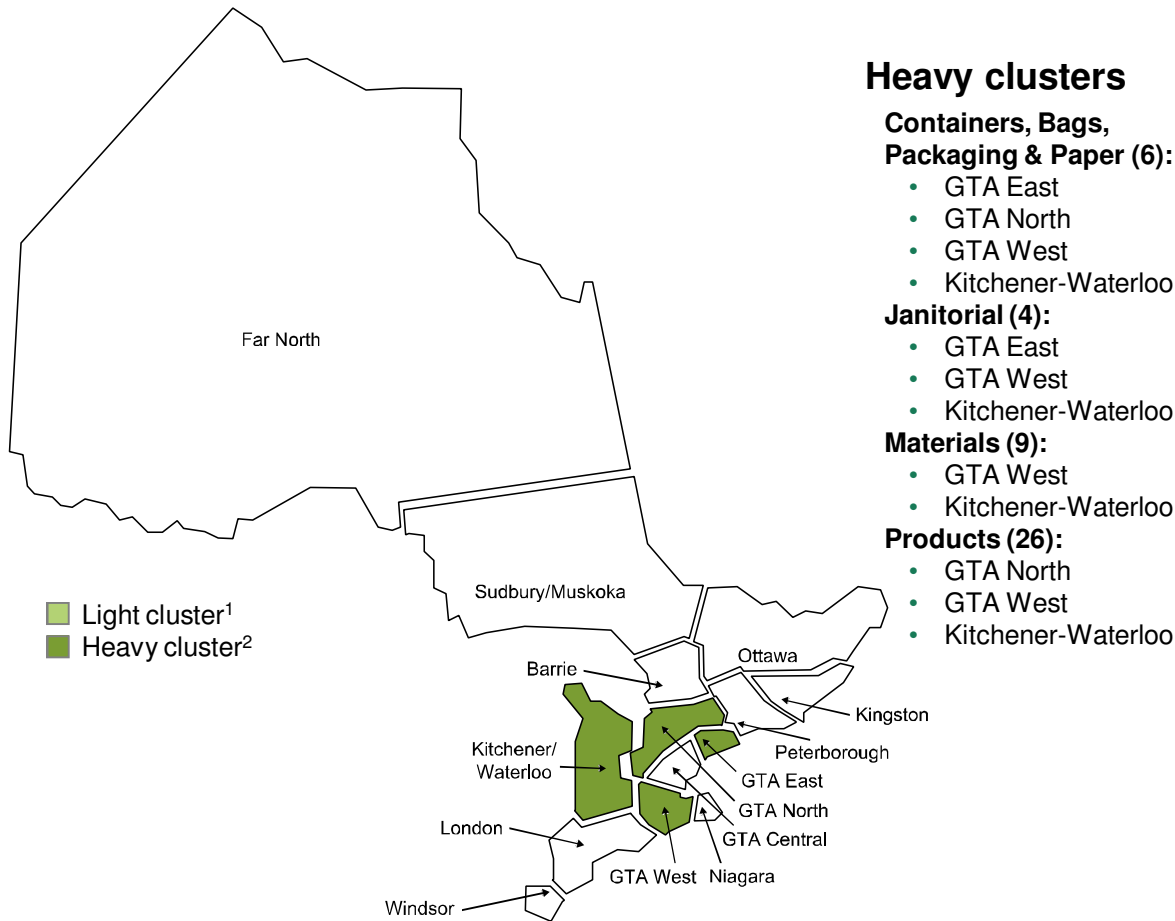 Heavy clusters
Containers, Bags,
Packaging & Paper (6):
• GTA East
• GTA North
• GTA West
• Kitchener-Waterloo
Janitorial (4):
• GTA East
• GTA West
• Kitchener-Waterloo
Materials (9):
• GTA West
• Kitchener-Waterloo
Products (26):
• GTA North
• GTA West
• Kitchener-Waterloo
Far North
Sudbury/Muskoka
Light cluster¹
Heavy cluster²
Ottawa
Barrie
Kingston
Peterborough
Kitchener/
Waterloo
GTA East
GTA North
London
GTA Central
GTA West
Niagara
Windsor